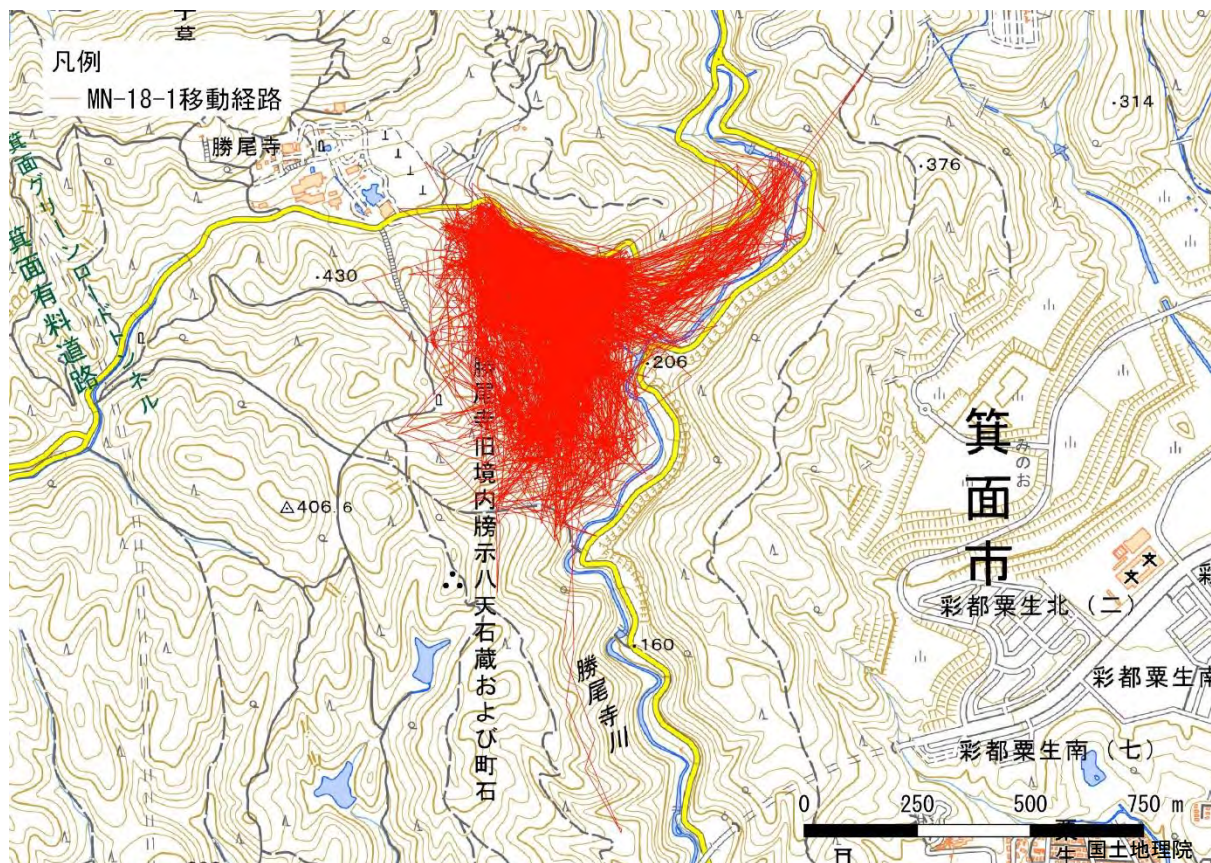 凡例
MN-18-1移動経路
勝尾寺
箕面グリーンロードトンネル
箕面有料道路
・314
・376
・430
・206
406.6
勝尾寺旧境内牓示八天石蔵および町石
箕面市
みのお
250
・160
勝尾寺川
彩都粟生北(二)
彩都粟生南
彩都粟生南(七)
0 250 500 750 m
国土地理院